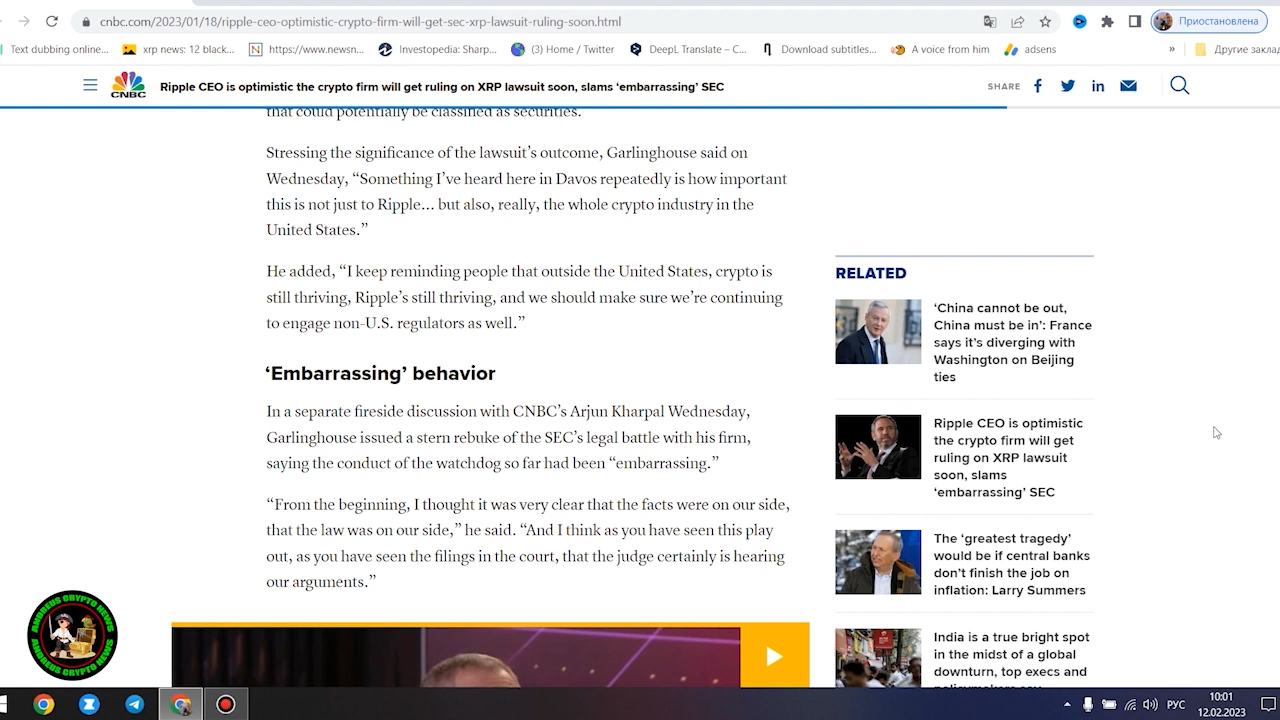 cnbc.com/2023/01/18/ripple-ceo-optimistic-crypto-firm-will-get-sec-xrp-lawsuit-ruling-soon.html
Приостановлена
Text dubbing online...
xrp news: 12 black...
https://www.newsn...
Investopedia: Sharp...
(3) Home / Twitter
DeepL Translate – C...
Download subtitles...
A voice from him
adsens
»
Другие закла
CNBC
Ripple CEO is optimistic the crypto firm will get ruling on XRP lawsuit soon, slams ‘embarrassing’ SEC
SHARE
that could potentially be classified as securities.
Stressing the significance of the lawsuit’s outcome, Garlinghouse said on
Wednesday, “Something I’ve heard here in Davos repeatedly is how important
this is not just to Ripple… but also, really, the whole crypto industry in the
United States.”
He added, “I keep reminding people that outside the United States, crypto is
still thriving, Ripple’s still thriving, and we should make sure we’re continuing
to engage non-U.S. regulators as well.”
‘Embarrassing’ behavior
In a separate fireside discussion with CNBC’s Arjun Kharpal Wednesday,
Garlinghouse issued a stern rebuke of the SEC’s legal battle with his firm,
saying the conduct of the watchdog so far had been “embarrassing.”
“From the beginning, I thought it was very clear that the facts were on our side,
that the law was on our side,” he said. “And I think as you have seen this play
out, as you have seen the filings in the court, that the judge certainly is hearing
our arguments.”
RELATED
‘China cannot be out,
China must be in’: France
says it’s diverging with
Washington on Beijing
ties
Ripple CEO is optimistic
the crypto firm will get
ruling on XRP lawsuit
soon, slams
‘embarrassing’ SEC
The ‘greatest tragedy’
would be if central banks
don’t finish the job on
inflation: Larry Summers
India is a true bright spot
in the midst of a global
downturn, top execs and
policymakers say
ANDREUS CRYPTO NEWS
ANDREUS CRYPTO NEWS
РУС
10:01
12.02.2023